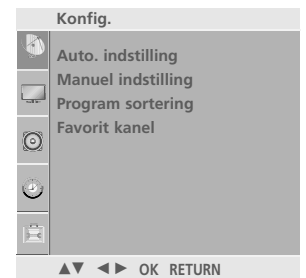 Konfig.
Auto. indstilling
Manuel indstilling
Program sortering
Favorit kanel
▲▼ ◄► OK RETURN